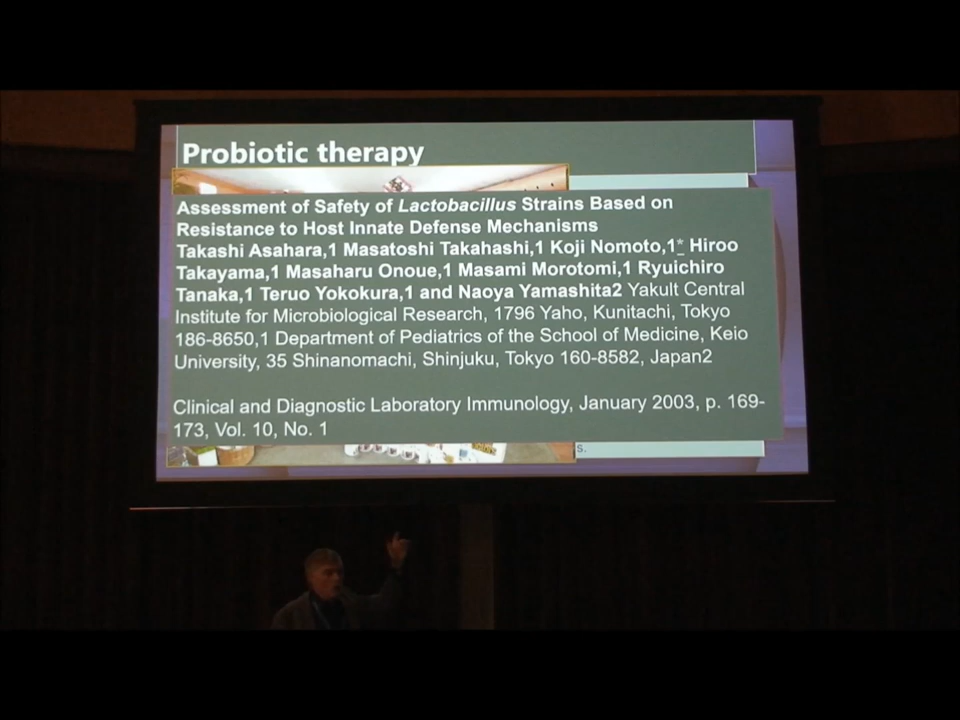 Probiotic therapy
Assessment of Safety of Lactobacillus Strains Based on
Resistance to Host Innate Defense Mechanisms
Takashi Asahara,1 Masatoshi Takahashi,1 Koji Nomoto,1* Hiroo
Takayama,1 Masaharu Onoue,1 Masami Morotomi,1 Ryuichiro
Tanaka,1 Teruo Yokokura,1 and Naoya Yamashita2 Yakult Central
Institute for Microbiological Research, 1796 Yaho, Kunitachi, Tokyo
186-8650,1 Department of Pediatrics of the School of Medicine, Keio
University, 35 Shinanomachi, Shinjuku, Tokyo 160-8582, Japan2
Clinical and Diagnostic Laboratory Immunology, January 2003, p. 169-
173, Vol. 10, No. 1
s.